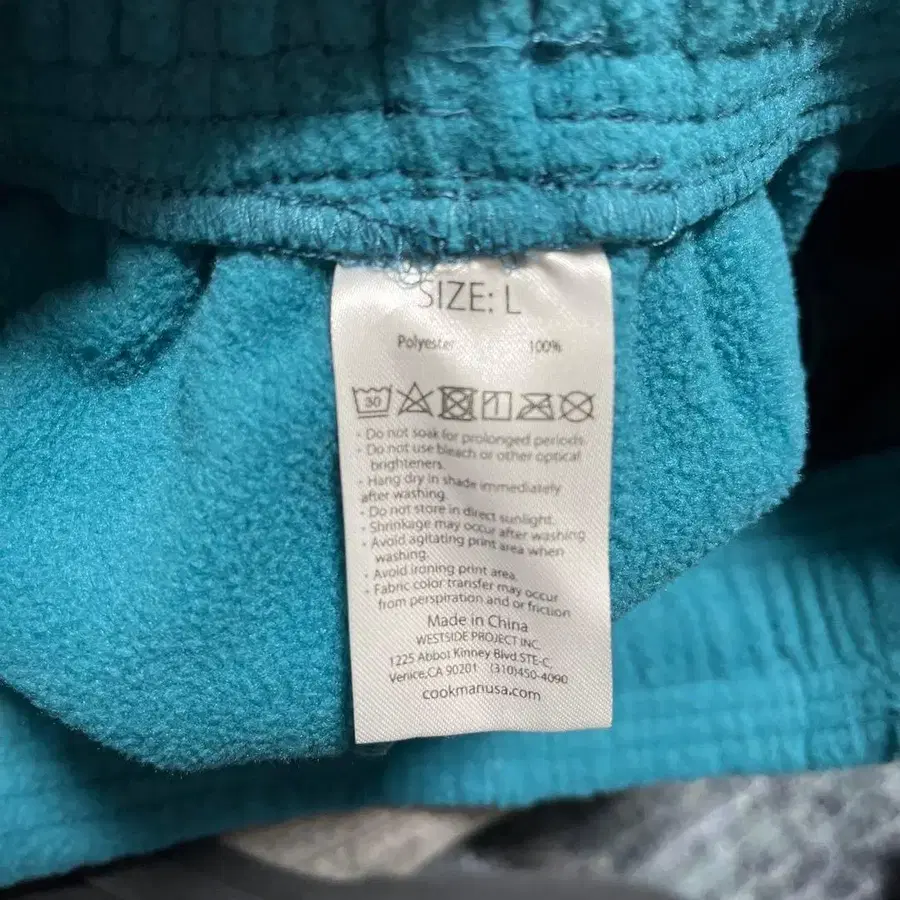 SIZE: L
Polyester 100%
30
• Do not soak for prolonged periods.
• Do not use bleach or other optical
brighteners.
• Hang dry in shade immediately
after washing.
• Do not store in direct sunlight.
• Shrinkage may occur after washing
• Avoid agitating print area when
washing.
• Avoid ironing print area.
• Fabric color transfer may occur
from perspiration and or friction
Made in China
WESTSIDE PROJECT INC.
1225 Abbot Kinney Blvd.STE-C,
Venice,CA 90201 (310)450-4090
cookmanusa.com